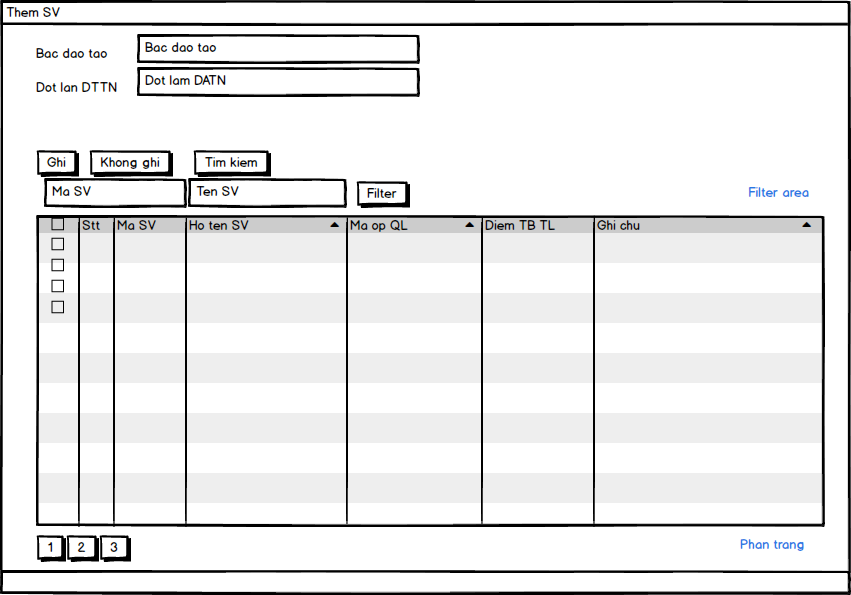 Them SV
Bac dao tao Bac dao tao
Dot lan DTTN Dot lam DATN
Ghi Khong ghi Tim kiem
Ma SV Ten SV Filter Filter area
Stt Ma SV Ho ten SV Ma op QL Diem TB TL Ghi chu
1 2 3 Phan trang